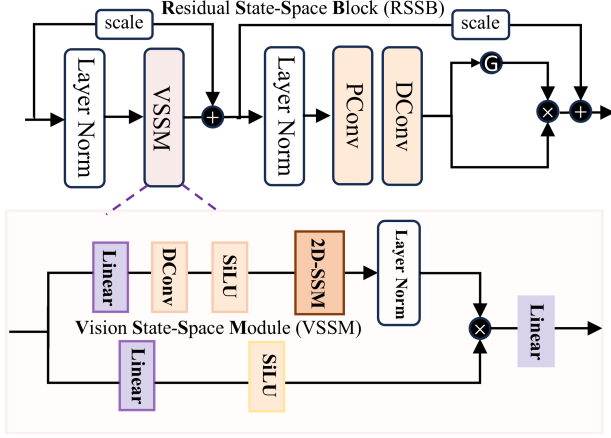 Residual State-Space Block (RSSB)
scale
scale
Layer Norm
VSSM
+
Layer Norm
PConv
DConv
G
×
+
Linear
DConv
SiLU
2D-SSM
Layer Norm
Vision State-Space Module (VSSM)
×
Linear
Linear
SiLU